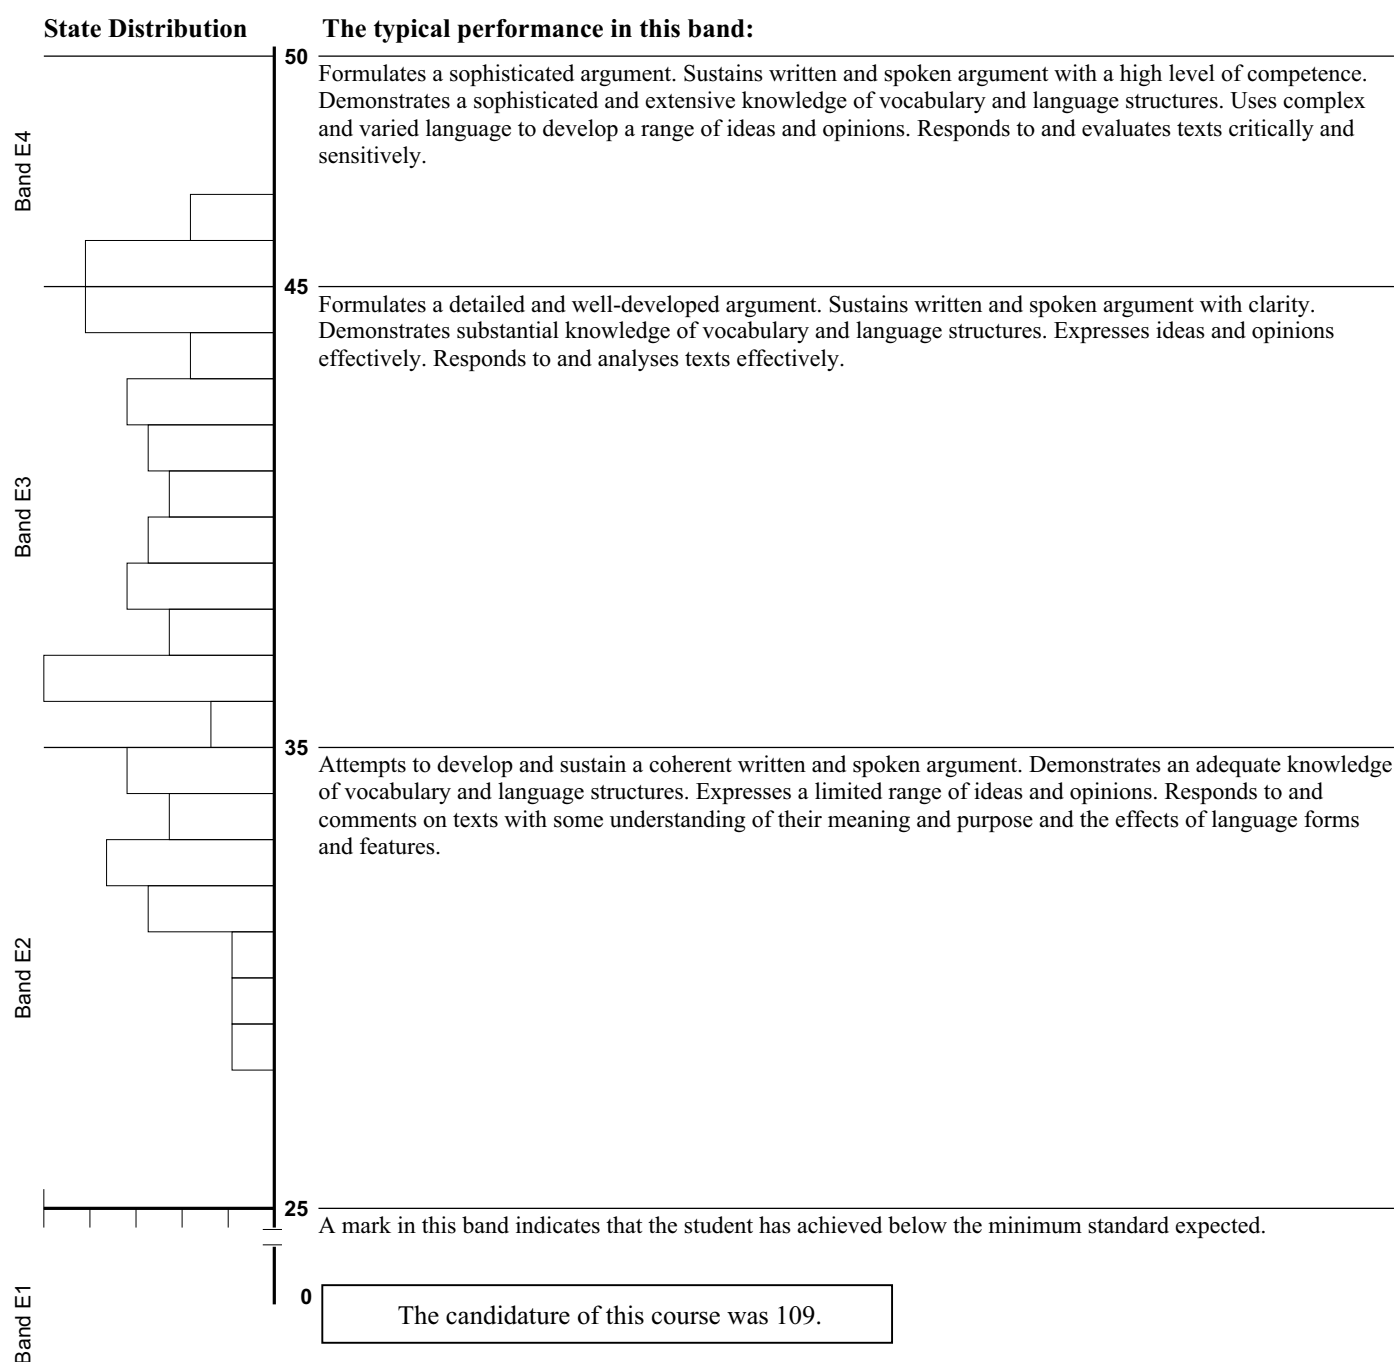 State Distribution
The typical performance in this band:
50
Formulates a sophisticated argument. Sustains written and spoken argument with a high level of competence.
Demonstrates a sophisticated and extensive knowledge of vocabulary and language structures. Uses complex
and varied language to develop a range of ideas and opinions. Responds to and evaluates texts critically and
sensitively.
Band E4
45
Formulates a detailed and well-developed argument. Sustains written and spoken argument with clarity.
Demonstrates substantial knowledge of vocabulary and language structures. Expresses ideas and opinions
effectively. Responds to and analyses texts effectively.
Band E3
35
Attempts to develop and sustain a coherent written and spoken argument. Demonstrates an adequate knowledge
of vocabulary and language structures. Expresses a limited range of ideas and opinions. Responds to and
comments on texts with some understanding of their meaning and purpose and the effects of language forms
and features.
Band E2
25
A mark in this band indicates that the student has achieved below the minimum standard expected.
0
Band E1
The candidature of this course was 109.